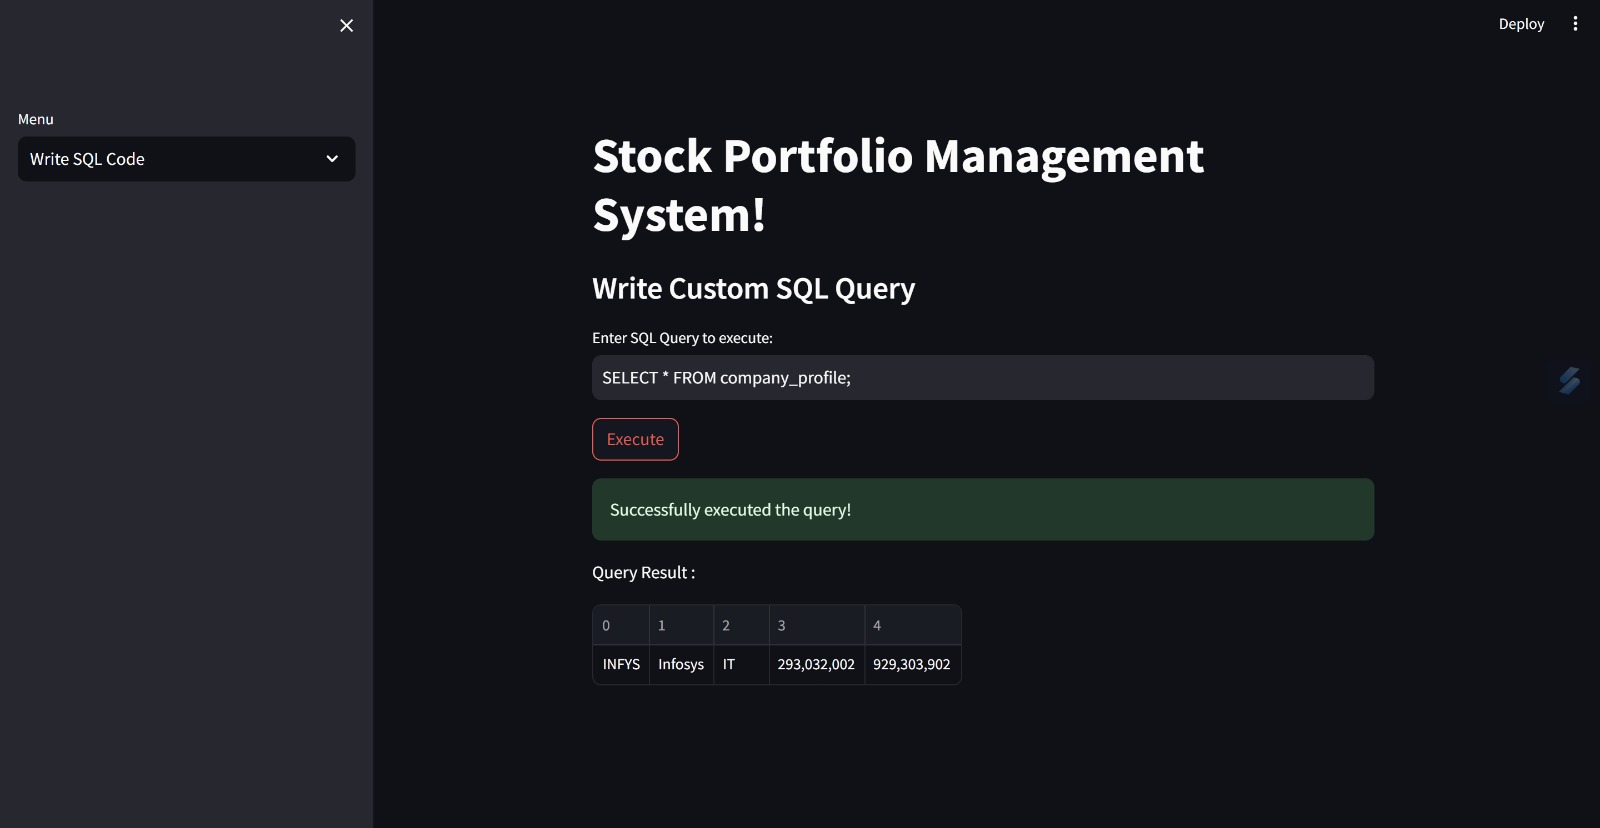 Deploy
Menu
Write SQL Code
Stock Portfolio Management
System!
Write Custom SQL Query
Enter SQL Query to execute:
SELECT * FROM company_profile;
Execute
Successfully executed the query!
Query Result :
0 1 2 3 4
INFYS Infosys IT 293,032,002 929,303,902